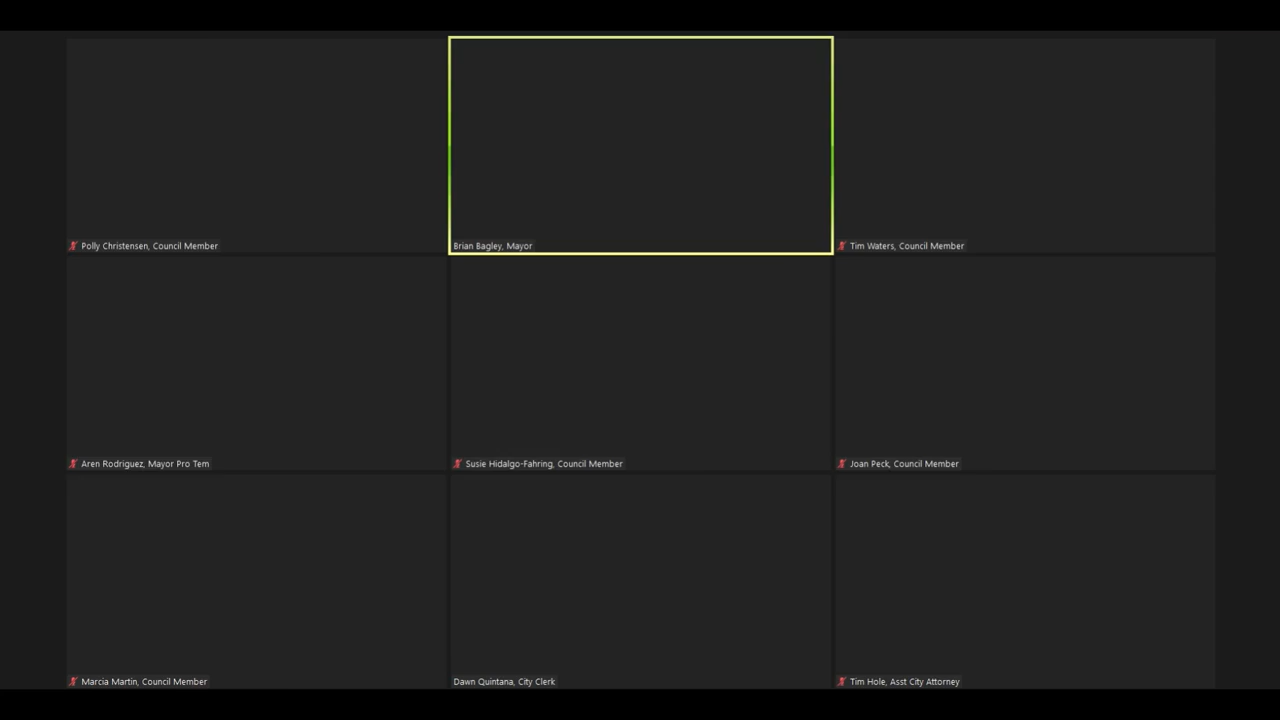 Polly Christensen, Council Member
Brian Bagley, Mayor
Tim Waters, Council Member
Aren Rodriguez, Mayor Pro Tem
Susie Hidalgo-Fahring, Council Member
Joan Peck, Council Member
Marcia Martin, Council Member
Dawn Quintana, City Clerk
Tim Hole, Asst City Attorney